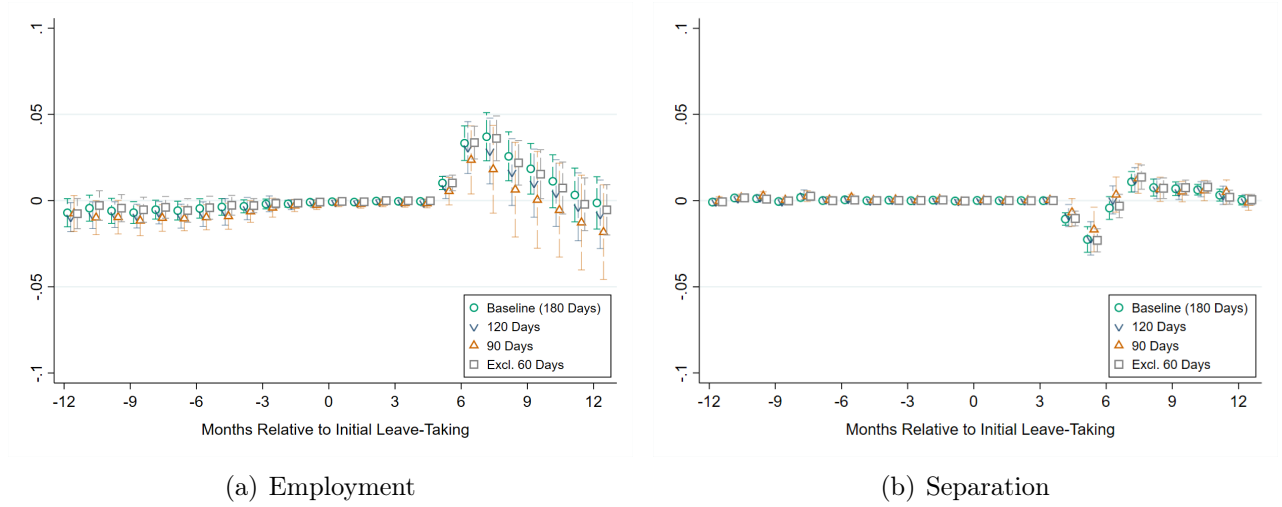 .1
.05
0
-.05
-.1
Baseline (180 Days)
120 Days
90 Days
Excl. 60 Days
-12 -9 -6 -3 0 3 6 9 12
Months Relative to Initial Leave-Taking
(a) Employment
.1
.05
0
-.05
-.1
Baseline (180 Days)
120 Days
90 Days
Excl. 60 Days
-12 -9 -6 -3 0 3 6 9 12
Months Relative to Initial Leave-Taking
(b) Separation